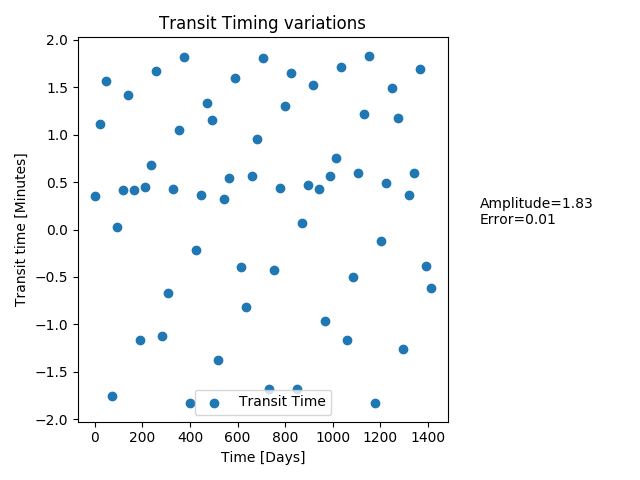 Transit Timing variations
2.0
1.5
1.0
0.5
0.0
−0.5
−1.0
−1.5
−2.0
Transit time [Minutes]
Amplitude=1.83
Error=0.01
Transit Time
0 200 400 600 800 1000 1200 1400
Time [Days]